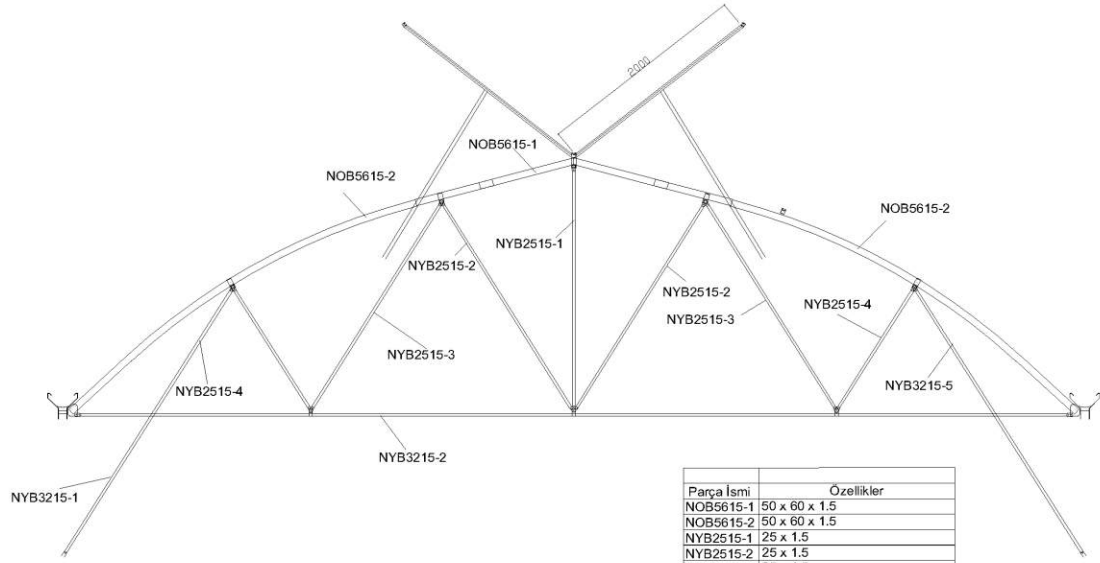 2000
NOB5615-1
NOB5615-2
NOB5615-2
NYB2515-1
NYB2515-2
NYB2515-2
NYB2515-4
NYB2515-3
NYB2515-3
NYB2515-4
NYB3215-5
NYB3215-2
NYB3215-1
Parça İsmi Özellikler
NOB5615-1 50 x 60 x 1.5
NOB5615-2 50 x 60 x 1.5
NYB2515-1 25 x 1.5
NYB2515-2 25 x 1.5